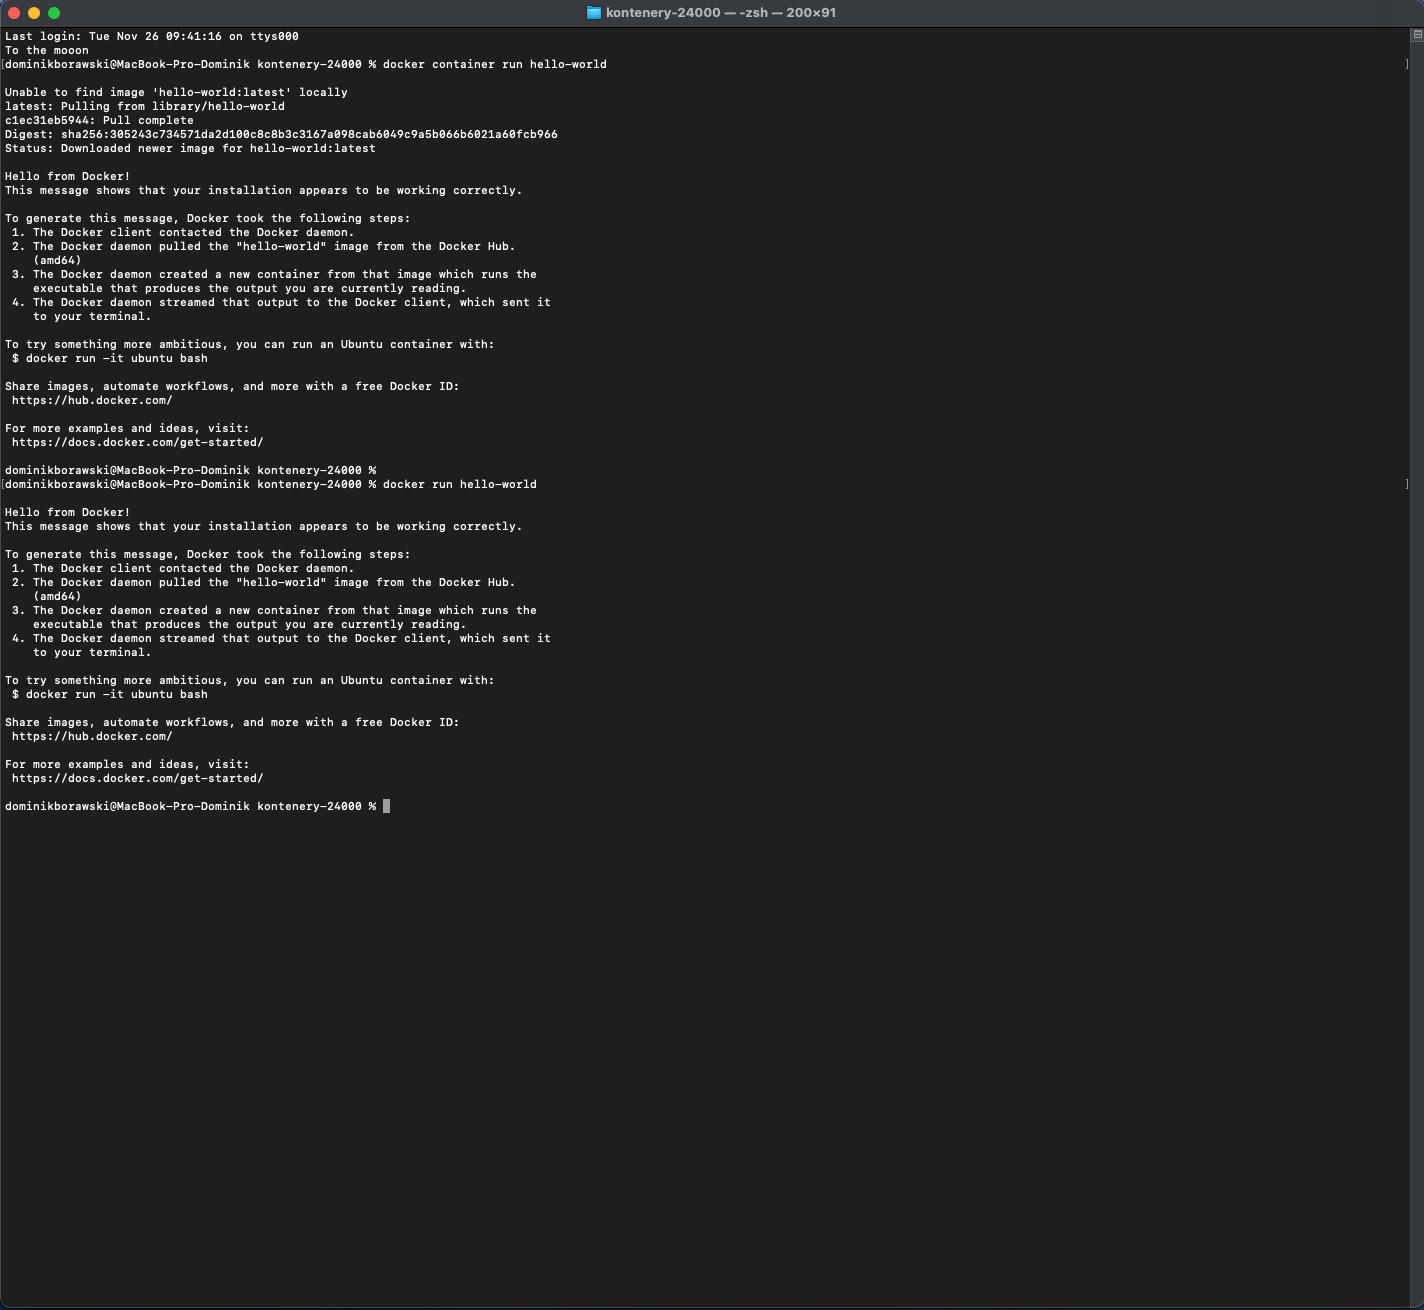 kontenery-24000 — -zsh — 200×91
Last login: Tue Nov 26 09:41:16 on ttys000
To the mooon
[dominikborawski@MacBook-Pro-Dominik kontenery-24000 % docker container run hello-world ]
Unable to find image 'hello-world:latest' locally
latest: Pulling from library/hello-world
c1ec31eb5944: Pull complete
Digest: sha256:305243c734571da2d100c8c8b3c3167a098cab6049c9a5b066b6021a60fcb966
Status: Downloaded newer image for hello-world:latest
Hello from Docker!
This message shows that your installation appears to be working correctly.
To generate this message, Docker took the following steps:
1. The Docker client contacted the Docker daemon.
2. The Docker daemon pulled the "hello-world" image from the Docker Hub.
(amd64)
3. The Docker daemon created a new container from that image which runs the
executable that produces the output you are currently reading.
4. The Docker daemon streamed that output to the Docker client, which sent it
to your terminal.
To try something more ambitious, you can run an Ubuntu container with:
$ docker run -it ubuntu bash
Share images, automate workflows, and more with a free Docker ID:
https://hub.docker.com/
For more examples and ideas, visit:
https://docs.docker.com/get-started/
dominikborawski@MacBook-Pro-Dominik kontenery-24000 %
[dominikborawski@MacBook-Pro-Dominik kontenery-24000 % docker run hello-world ]
Hello from Docker!
This message shows that your installation appears to be working correctly.
To generate this message, Docker took the following steps:
1. The Docker client contacted the Docker daemon.
2. The Docker daemon pulled the "hello-world" image from the Docker Hub.
(amd64)
3. The Docker daemon created a new container from that image which runs the
executable that produces the output you are currently reading.
4. The Docker daemon streamed that output to the Docker client, which sent it
to your terminal.
To try something more ambitious, you can run an Ubuntu container with:
$ docker run -it ubuntu bash
Share images, automate workflows, and more with a free Docker ID:
https://hub.docker.com/
For more examples and ideas, visit:
https://docs.docker.com/get-started/
dominikborawski@MacBook-Pro-Dominik kontenery-24000 %